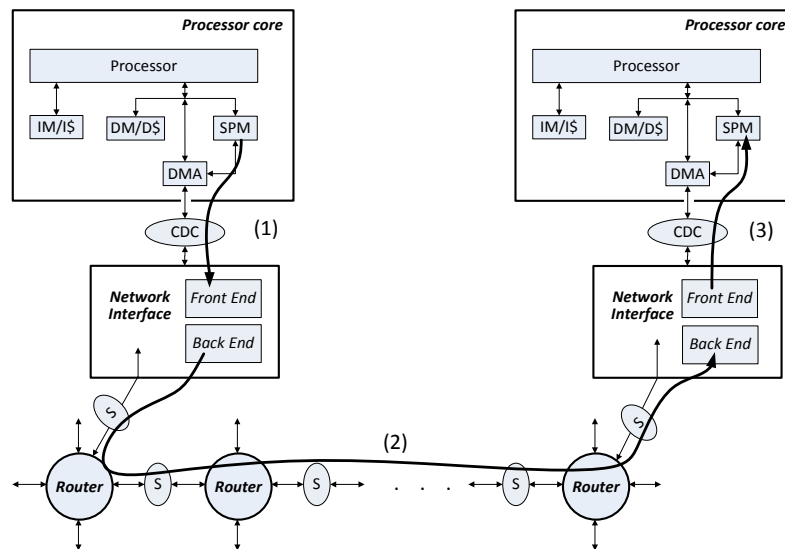 Processor core
Processor
IM/I$
DM/D$
SPM
DMA
CDC
(1)
Network Interface
Front End
Back End
S
Processor core
Processor
IM/I$
DM/D$
SPM
DMA
CDC
(3)
Network Interface
Front End
Back End
S
(2)
Router
S
Router
S
. . .
S
Router